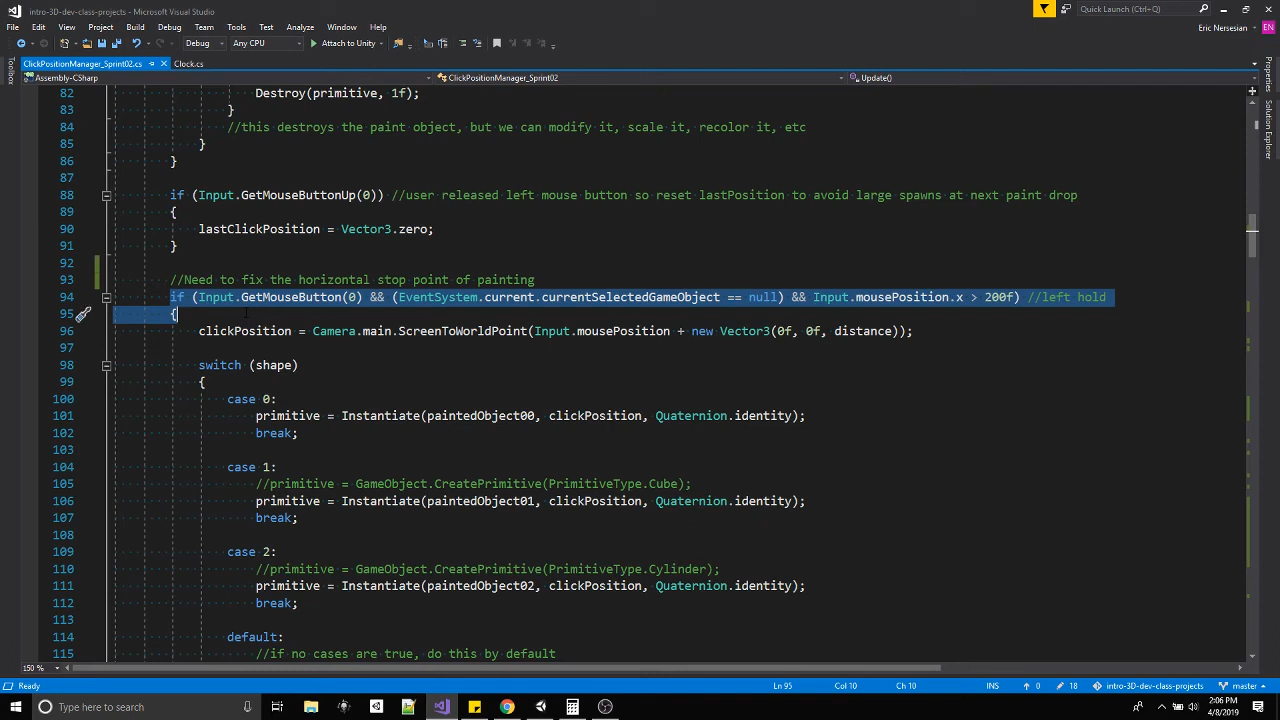 intro-3D-dev-class-projects - Microsoft Visual Studio
Quick Launch (Ctrl+Q)
File Edit View Project Build Debug Team Tools Architecture Test Analyze Window Help
Eric Nersesian EN
Debug Any CPU Attach to Unity
ClickPositionManager_Sprint02.cs Clock.cs
Assembly-CSharp ClickPositionManager_Sprint02 Update()
Toolbox
Properties
Solution Explorer
82 Destroy(primitive, 1f);
83 }
84 //this destroys the paint object, but we can modify it, scale it, recolor it, etc
85 }
86 }
87
88 if (Input.GetMouseButtonUp(0)) //user released left mouse button so reset lastPosition to avoid large spawns at next paint drop
89 {
90 lastClickPosition = Vector3.zero;
91 }
92
93 //Need to fix the horizontal stop point of painting
94 if (Input.GetMouseButton(0) && (EventSystem.current.currentSelectedGameObject == null) && Input.mousePosition.x > 200f) //left hold
95 {
96 clickPosition = Camera.main.ScreenToWorldPoint(Input.mousePosition + new Vector3(0f, 0f, distance));
97
98 switch (shape)
99 {
100 case 0:
101 primitive = Instantiate(paintedObject00, clickPosition, Quaternion.identity);
102 break;
103
104 case 1:
105 //primitive = GameObject.CreatePrimitive(PrimitiveType.Cube);
106 primitive = Instantiate(paintedObject01, clickPosition, Quaternion.identity);
107 break;
108
109 case 2:
110 //primitive = GameObject.CreatePrimitive(PrimitiveType.Cylinder);
111 primitive = Instantiate(paintedObject02, clickPosition, Quaternion.identity);
112 break;
113
114 default:
115 //if no cases are true, do this by default
150 %
Ready Ln 95 Col 10 Ch 10 INS 0 18 intro-3D-dev-class-projects master
Type here to search
2:06 PM
4/8/2019